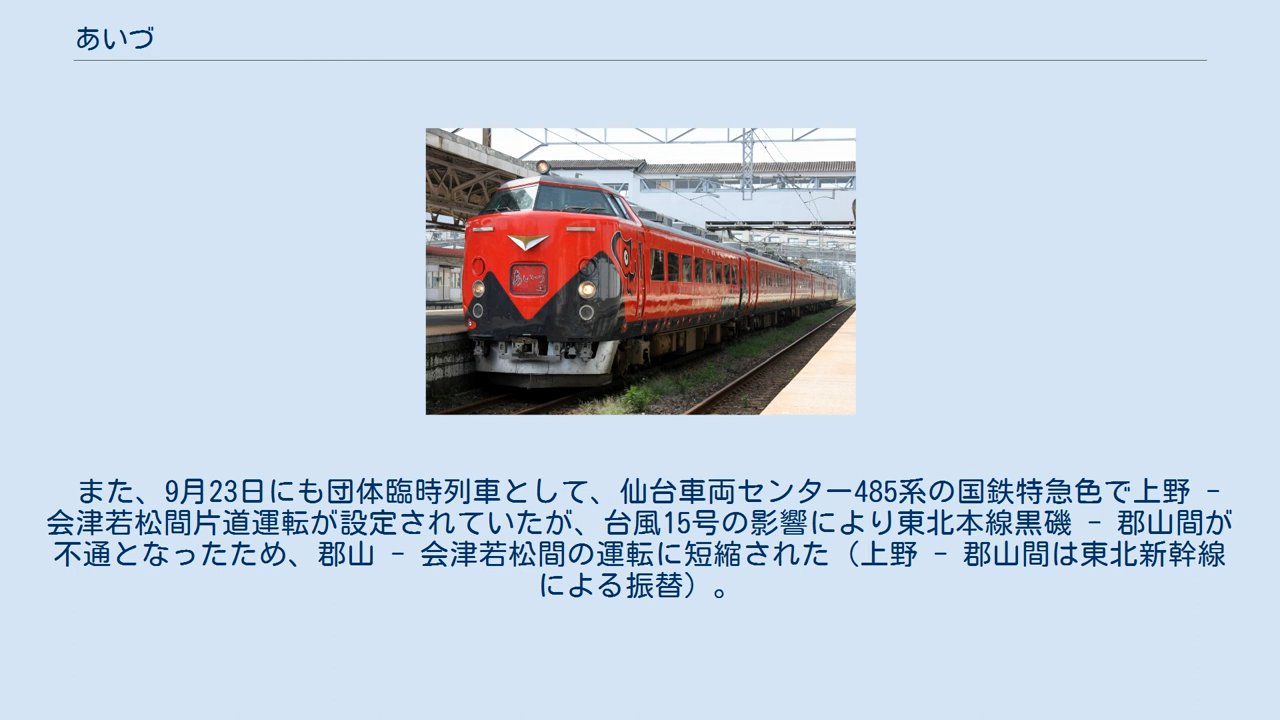 あいづ
また、9月23日にも団体臨時列車として、仙台車両センター485系の国鉄特急色で上野 -
会津若松間片道運転が設定されていたが、台風15号の影響により東北本線黒磯 - 郡山間が
不通となったため、郡山 - 会津若松間の運転に短縮された（上野 - 郡山間は東北新幹線
による振替）。